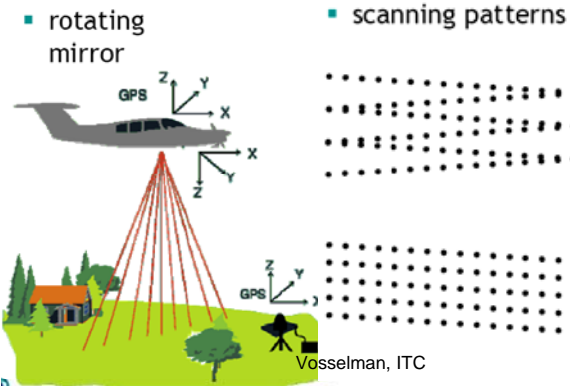 ▪ rotating
mirror
▪ scanning patterns
Z
Y
GPS
X
X
Y
Z
Z
Y
GPS
Vosselman, ITC